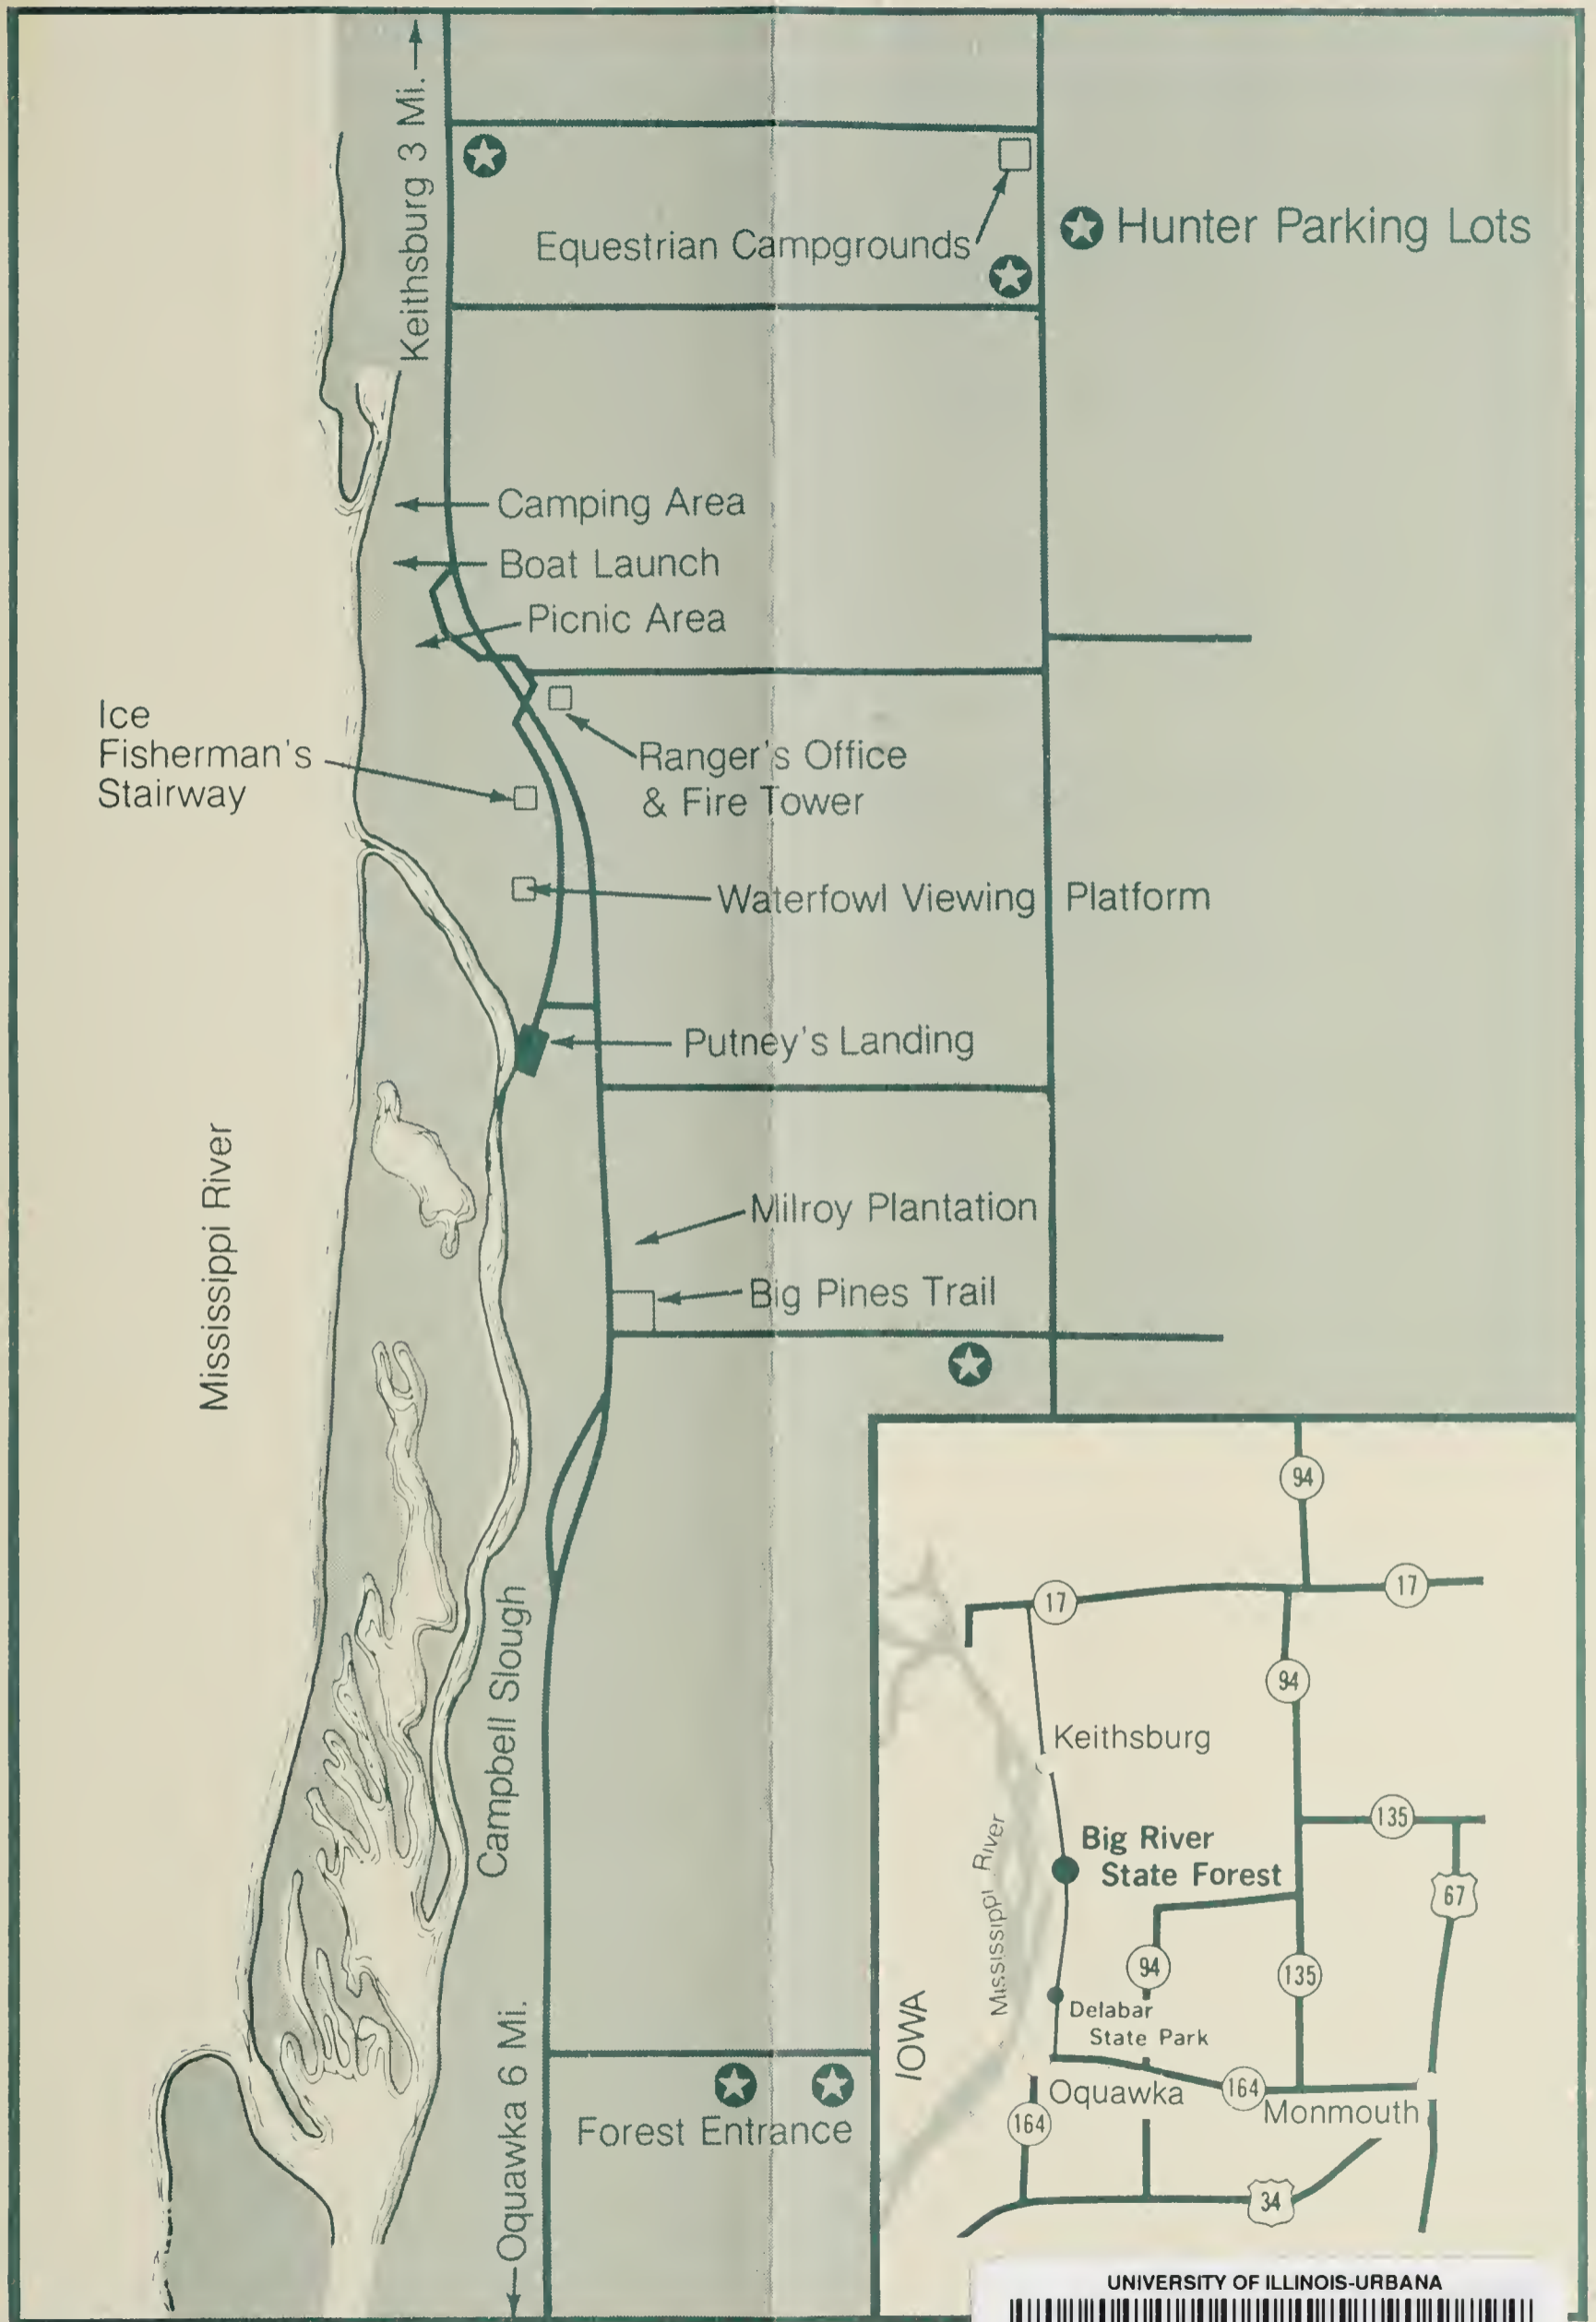 Keithsburg 3 Mi.
Equestrian Campgrounds
Hunter Parking Lots
Camping Area
Boat Launch
Picnic Area
Ice
Fisherman's
Stairway
Ranger's Office
& Fire Tower
Waterfowl Viewing Platform
Putney's Landing
Mississippi River
Milroy Plantation
Big Pines Trail
Campbell Slough
Oquawka 6 Mi.
Forest Entrance
94
17
17
94
Keithsburg
135
Big River
State Forest
67
Mississippi River
94
135
IOWA
Delabar
State Park
Oquawka
164
Monmouth
164
34
UNIVERSITY OF ILLINOIS-URBANA